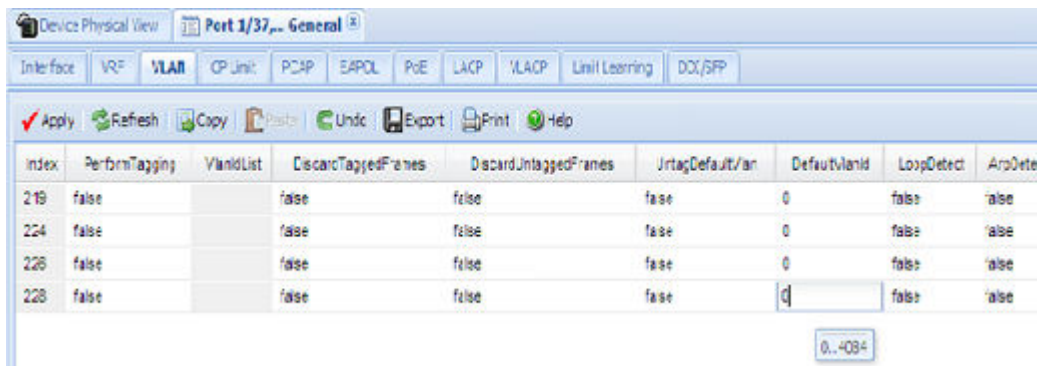 Device Physical View Port 1/37,... General
Interface VRF VLAN CP Limit PCAP EAPOL PoE LACP VLACP Limit Learning DDI/SFP
Apply Refresh Copy Paste Undo Export Print Help
Index PerformTagging VlanIdList DiscardTaggedFrames DiscardUntaggedFrames UntagDefaultVlan DefaultVlanId LoopDetect ArpDete
219 false false false false 0 false false
224 false false false false 0 false false
226 false false false false 0 false false
228 false false false false 0 false false
0..4084